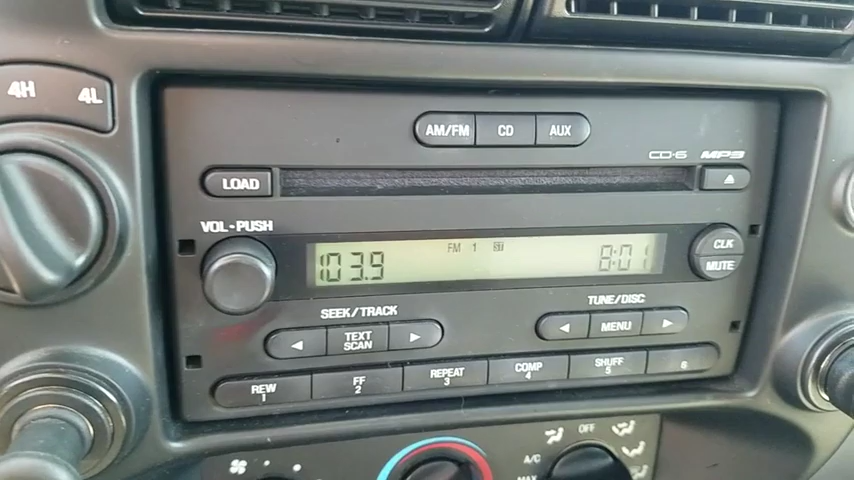 4H 4L
AM/FM CD AUX
CD-6 MP3
LOAD
VOL-PUSH
CLK
FM 1
103.9 8:01
MUTE
SEEK/TRACK TUNE/DISC
TEXT SCAN MENU
REW 1 FF 2 REPEAT 3 COMP 4 SHUFF 5 6
OFF
A/C
MAX